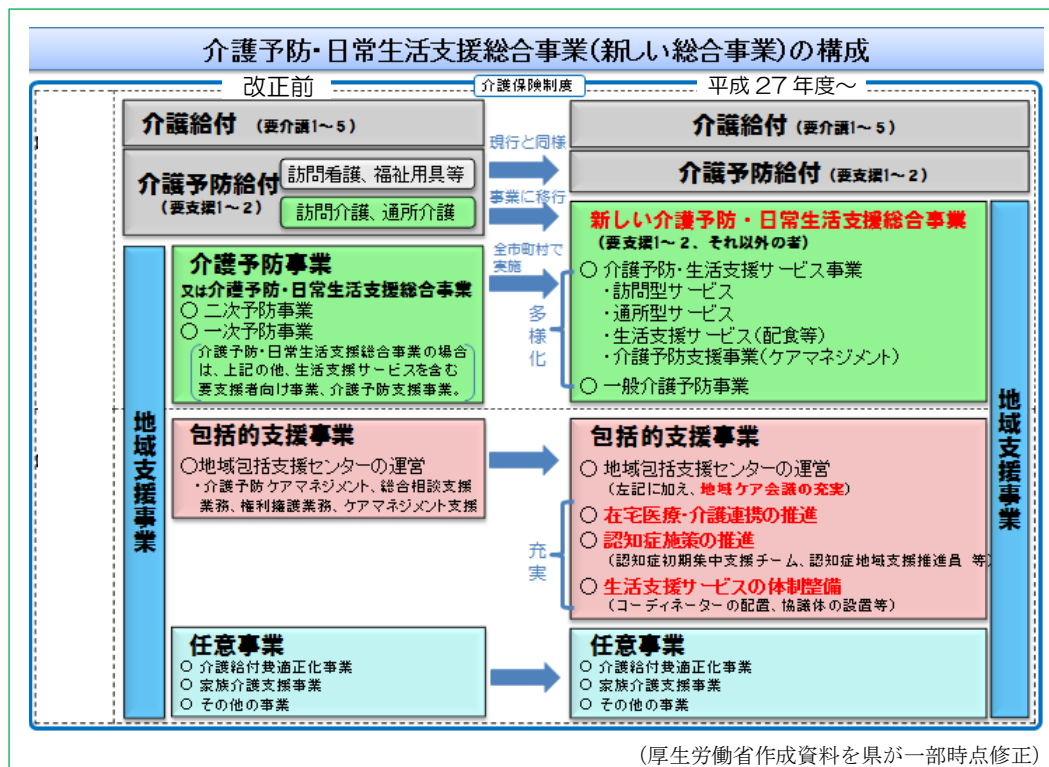 介護予防・日常生活支援総合事業(新しい総合事業)の構成
改正前
介護保険制度
平成27年度～
介護給付 (要介護1～5)
現行と同様
介護給付 (要介護1～5)
介護予防給付
(要支援1～2)
訪問看護、福祉用具等
訪問介護、通所介護
事業に移行
介護予防給付 (要支援1～2)
地域支援事業
介護予防事業
又は介護予防・日常生活支援総合事業
○ 二次予防事業
○ 一次予防事業
介護予防・日常生活支援総合事業の場合
は、上記の他、生活支援サービスを含む
要支援者向け事業、介護予防支援事業。
全市町村で
実施
多様化
新しい介護予防・日常生活支援総合事業
(要支援1～2、それ以外の者)
○ 介護予防・生活支援サービス事業
・訪問型サービス
・通所型サービス
・生活支援サービス(配食等)
・介護予防支援事業(ケアマネジメント)
○ 一般介護予防事業
地域支援事業
包括的支援事業
○地域包括支援センターの運営
・介護予防ケアマネジメント、総合相談支援
業務、権利擁護業務、ケアマネジメント支援
充実
包括的支援事業
○ 地域包括支援センターの運営
(左記に加え、地域ケア会議の充実)
○ 在宅医療・介護連携の推進
○ 認知症施策の推進
(認知症初期集中支援チーム、認知症地域支援推進員 等)
○ 生活支援サービスの体制整備
(コーディネーターの配置、協議体の設置等)
任意事業
○ 介護給付費適正化事業
○ 家族介護支援事業
○ その他の事業
任意事業
○ 介護給付費適正化事業
○ 家族介護支援事業
○ その他の事業
(厚生労働省作成資料を県が一部時点修正)